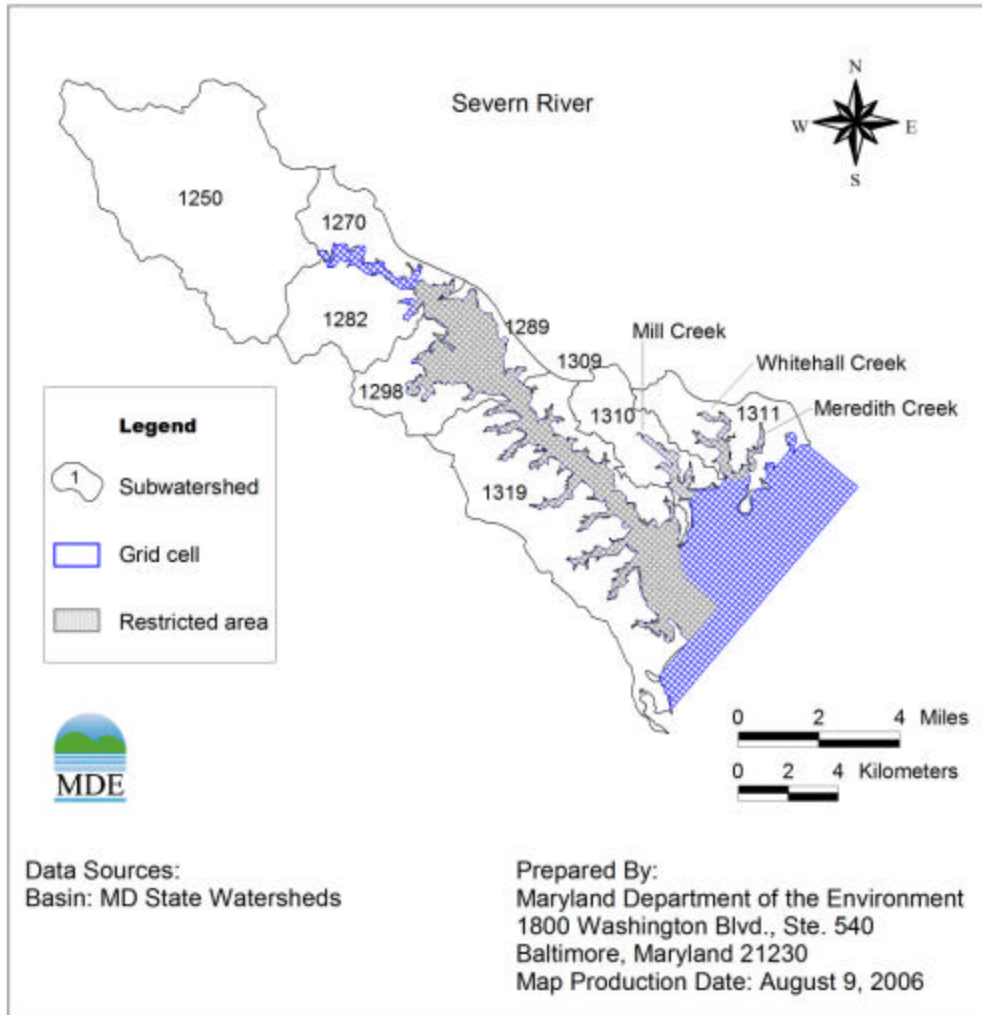 Severn River
N
W
E
S
1250
1270
1282
1289
Mill Creek
1309
Whitehall Creek
1298
1310
1311
Meredith Creek
1319
Legend
1
Subwatershed
Grid cell
Restricted area
0 2 4 Miles
0 2 4 Kilometers
MDE
Data Sources:
Basin: MD State Watersheds
Prepared By:
Maryland Department of the Environment
1800 Washington Blvd., Ste. 540
Baltimore, Maryland 21230
Map Production Date: August 9, 2006